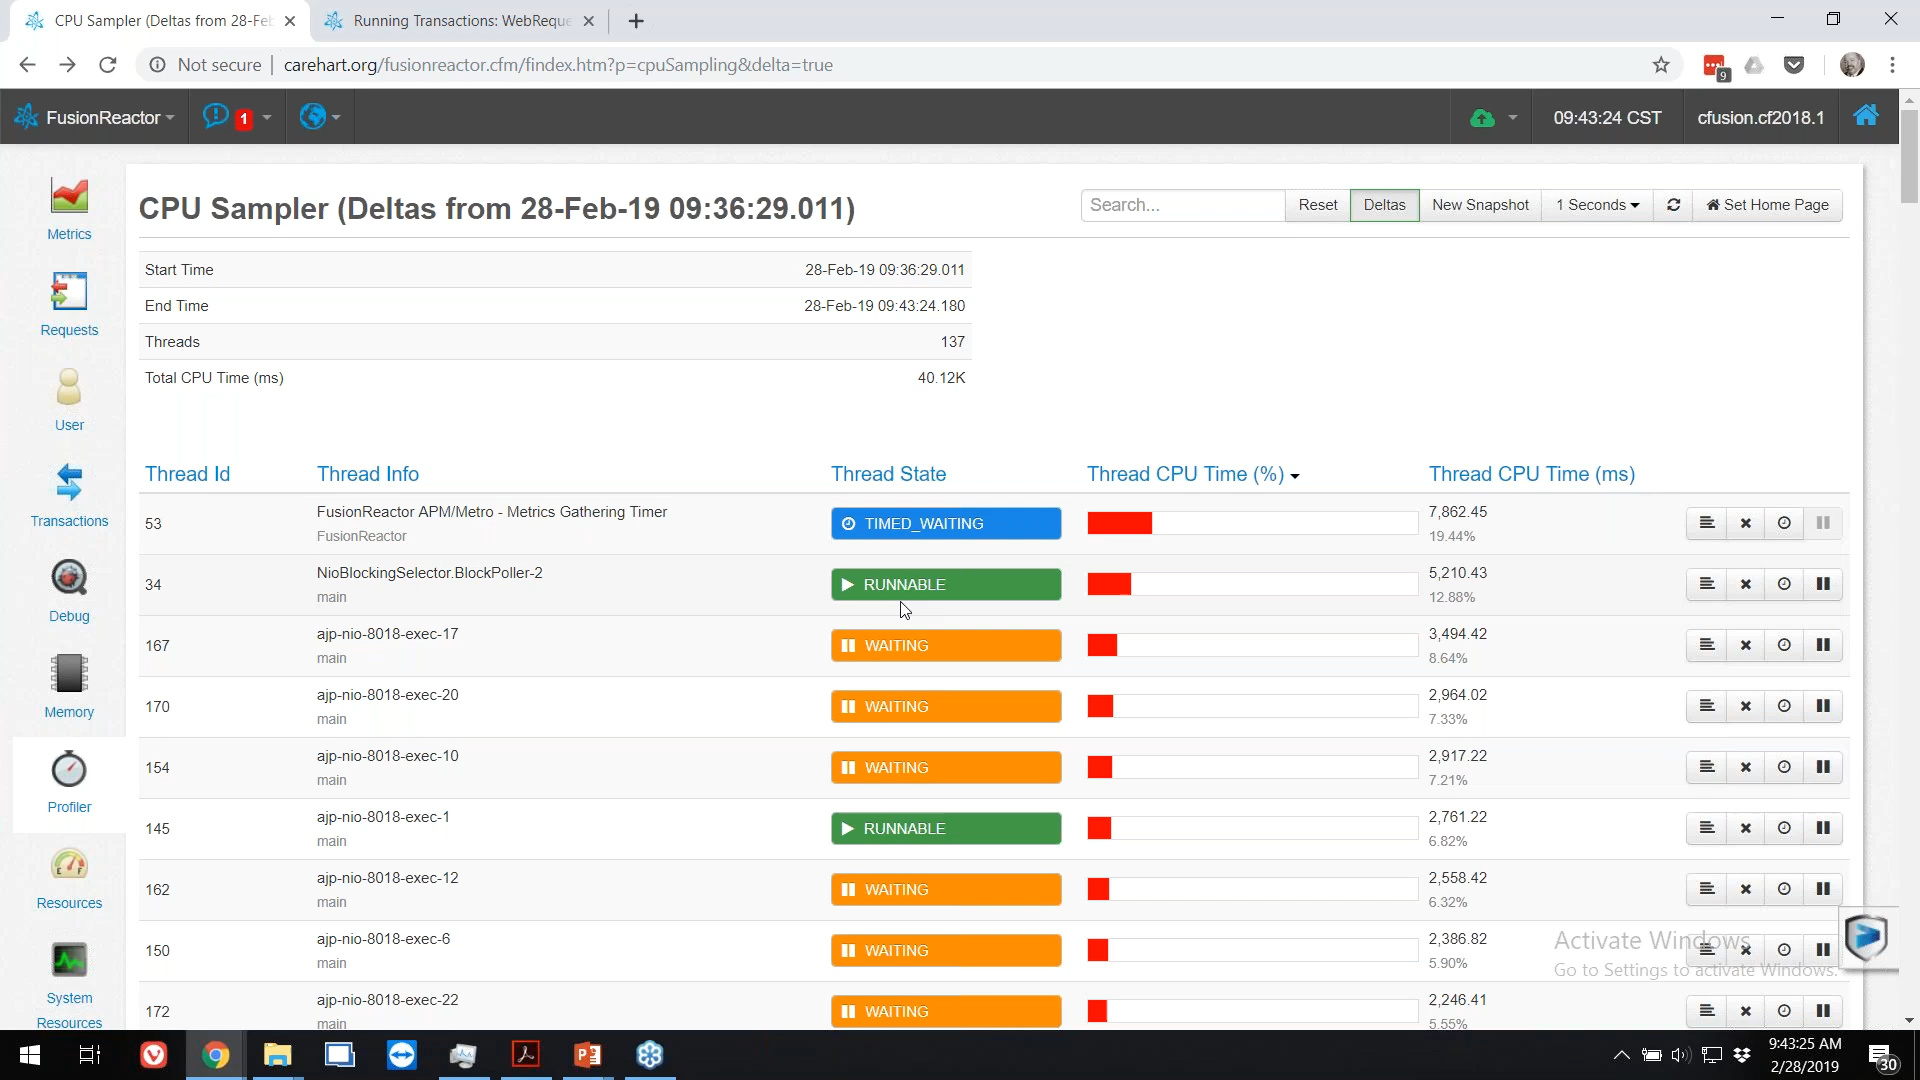 CPU Sampler (Deltas from 28-Feb
Running Transactions: WebReque
Not secure | carehart.org/fusionreactor.cfm/findex.htm?p=cpuSampling&delta=true
9
FusionReactor
1
09:43:24 CST
cfusion.cf2018.1
Metrics
Requests
User
Transactions
Debug
Memory
Profiler
Resources
System
Resources
CPU Sampler (Deltas from 28-Feb-19 09:36:29.011)
Search...
Reset
Deltas
New Snapshot
1 Seconds
Set Home Page
Start Time 28-Feb-19 09:36:29.011
End Time 28-Feb-19 09:43:24.180
Threads 137
Total CPU Time (ms) 40.12K
Thread Id Thread Info Thread State Thread CPU Time (%) Thread CPU Time (ms)
53 FusionReactor APM/Metro - Metrics Gathering Timer TIMED_WAITING 7,862.45
FusionReactor 19.44%
34 NioBlockingSelector.BlockPoller-2 RUNNABLE 5,210.43
main 12.88%
167 ajp-nio-8018-exec-17 WAITING 3,494.42
main 8.64%
170 ajp-nio-8018-exec-20 WAITING 2,964.02
main 7.33%
154 ajp-nio-8018-exec-10 WAITING 2,917.22
main 7.21%
145 ajp-nio-8018-exec-1 RUNNABLE 2,761.22
main 6.82%
162 ajp-nio-8018-exec-12 WAITING 2,558.42
main 6.32%
150 ajp-nio-8018-exec-6 WAITING 2,386.82
main 5.90%
172 ajp-nio-8018-exec-22 WAITING 2,246.41
main 5.55%
Activate Windows
Go to Settings to activate Windows.
9:43:25 AM
2/28/2019
30